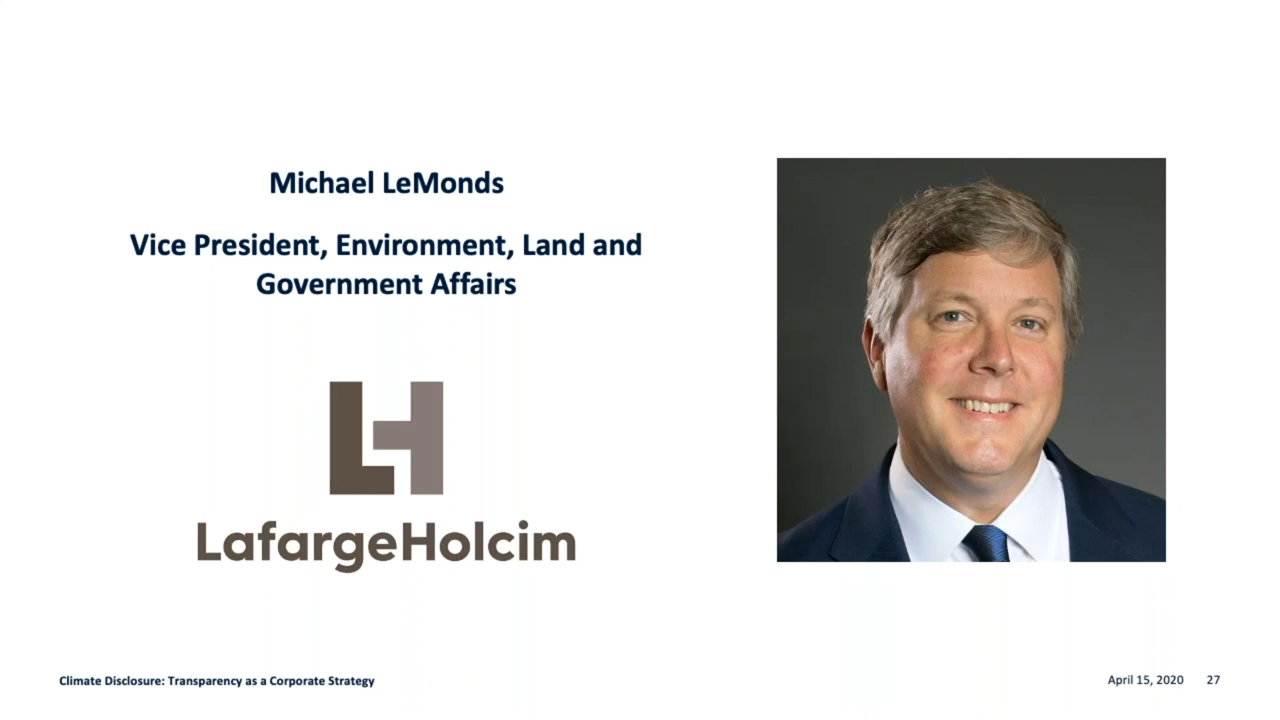 Michael LeMonds
Vice President, Environment, Land and
Government Affairs
LH
LafargeHolcim
Climate Disclosure: Transparency as a Corporate Strategy
April 15, 2020 27